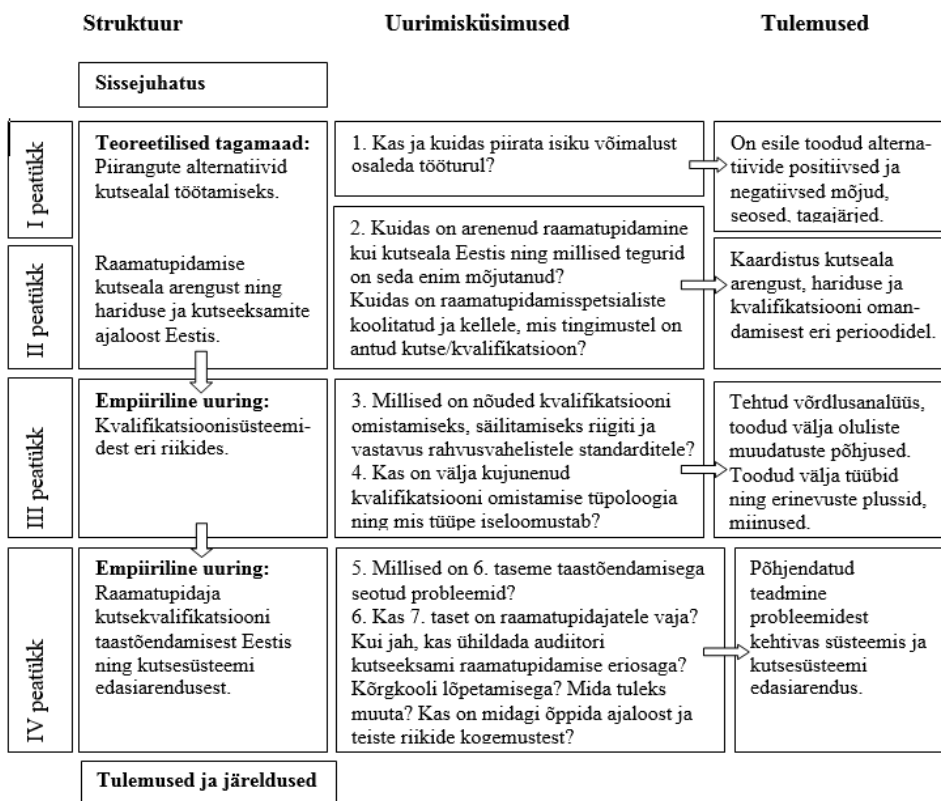 Struktuur
Uurimisküsimused
Tulemused
Sissejuhatus
I peatükk
Teoreetilised tagamaad:
Piirangute alternatiivid
kutsealal töötamiseks.
1. Kas ja kuidas piirata isiku võimalust
osaleda tööturul?
On esile toodud alterna-
tiivide positiivsed ja
negatiivsed mõjud,
seosed, tagajärjed.
II peatükk
Raamatupidamise
kutseala arengust ning
hariduse ja kutseeksamite
ajaloost Eestis.
2. Kuidas on arenenud raamatupidamine
kui kutseala Eestis ning millised tegurid
on seda enim mõjutanud?
Kuidas on raamatupidamisspetsialiste
koolitatud ja kellele, mis tingimustel on
antud kutse/kvalifikatsioon?
Kaardistus kutseala
arengust, hariduse ja
kvalifikatsiooni oman-
damisest eri perioodidel.
III peatükk
Empiiriline uuring:
Kvalifikatsioonisüsteemi-
dest eri riikides.
3. Millised on nõuded kvalifikatsiooni
omistamiseks, säilitamiseks riigiti ja
vastavus rahvusvahelistele standarditele?
4. Kas on välja kujunenud
kvalifikatsiooni omistamise tüpoloogia
ning mis tüüpe iseloomustab?
Tehtud võrdlusanalüüs,
toodud välja oluliste
muudatuste põhjused.
Toodud välja tüübid
ning erinevuste plussid,
miinused.
IV peatükk
Empiiriline uuring:
Raamatupidaja
kutsekvalifikatsiooni
taastõendamisest Eestis
ning kutsesüsteemi
edasiarendusest.
5. Millised on 6. taseme taastõendamisega
seotud probleemid?
6. Kas 7. taset on raamatupidajatele vaja?
Kui jah, kas ühildada audiitori
kutseeksami raamatupidamise eriosaga?
Kõrgkooli lõpetamisega? Mida tuleks
muuta? Kas on midagi õppida ajaloost ja
teiste riikide kogemustest?
Põhjendatud
teadmine
probleemidest
kehtivas süsteemis ja
kutsesüsteemi
edasiarendus.
Tulemused ja järeldused